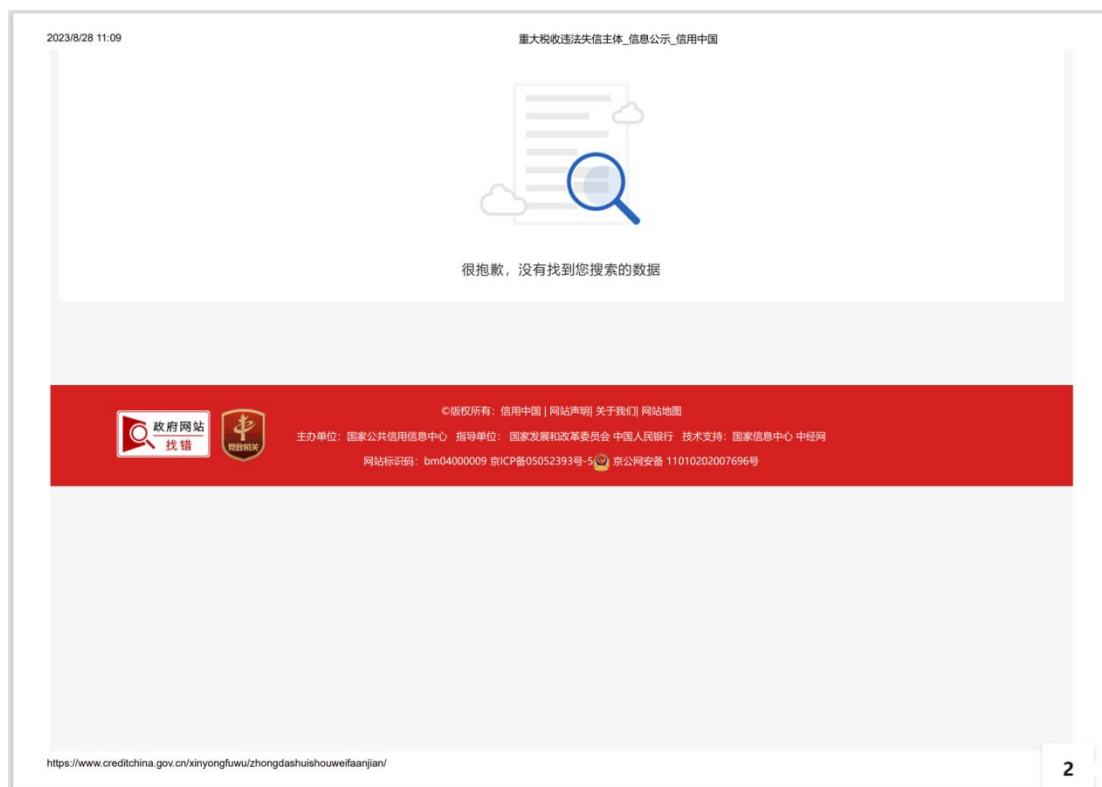 2023/8/28 11:09
重大税收违法失信主体_信息公示_信用中国
很抱歉，没有找到您搜索的数据
©版权所有：信用中国 | 网站声明| 关于我们| 网站地图
政府网站
找错
党政机关
主办单位：国家公共信用信息中心 指导单位： 国家发展和改革委员会 中国人民银行 技术支持：国家信息中心 中经网
网站标识码：bm04000009 京ICP备05052393号-5 京公网安备 11010202007696号
https://www.creditchina.gov.cn/xinyongfuwu/zhongdashuishouweifaanjian/
2